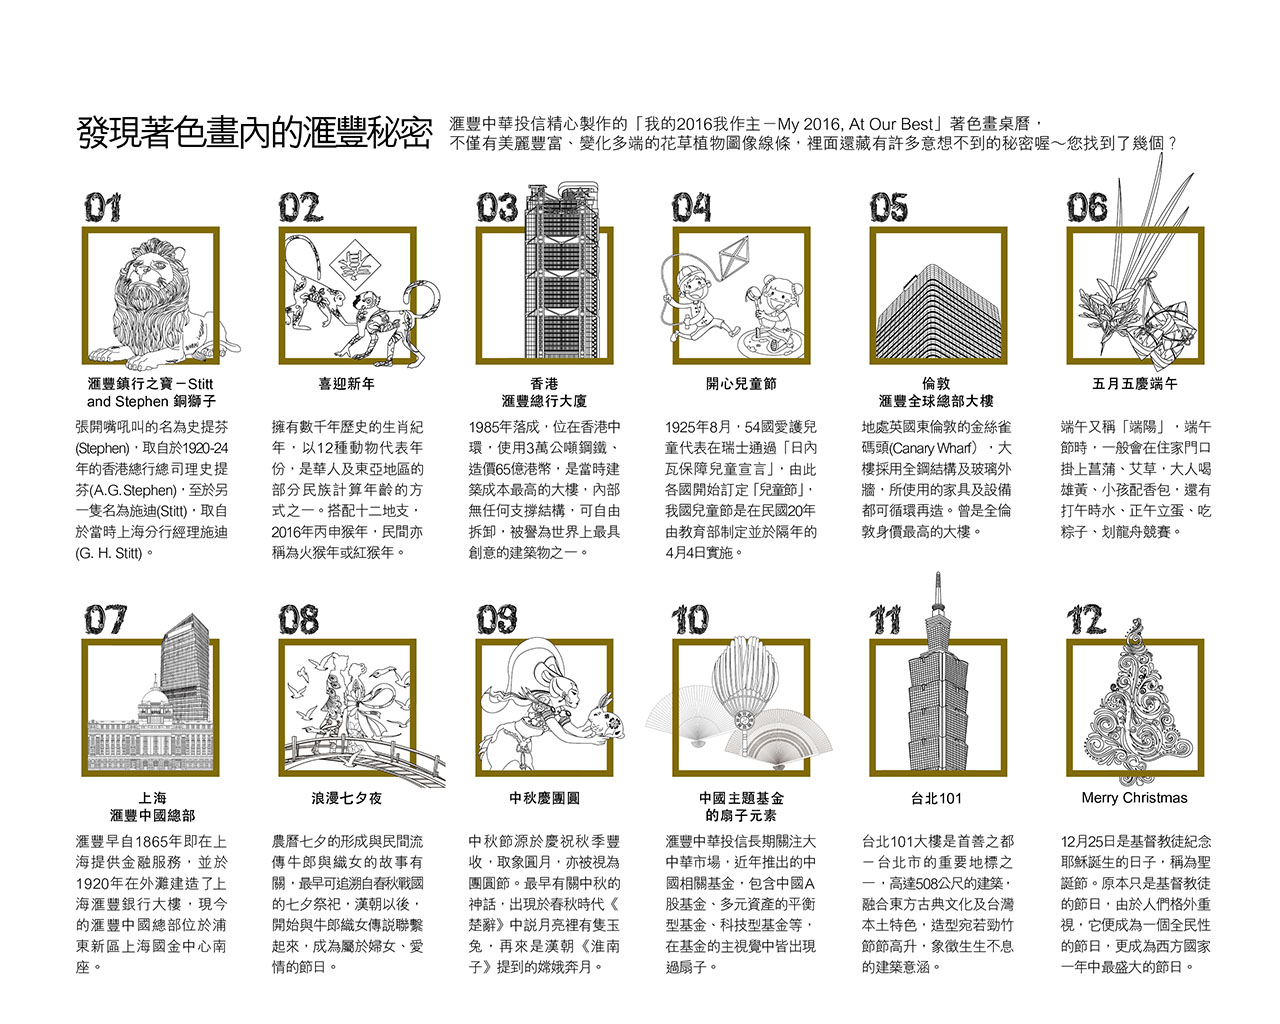 發現著色畫內的滙豐秘密
滙豐中華投信精心製作的「我的2016我作主－My 2016, At Our Best」著色畫桌曆，
不僅有美麗豐富、變化多端的花草植物圖像線條，裡面還藏有許多意想不到的秘密喔～您找到了幾個？
01
滙豐鎮行之寶－Stitt
and Stephen 銅獅子
張開嘴吼叫的名為史提芬
(Stephen)，取自於1920-24
年的香港總行總司理史提
芬(A.G.Stephen)，至於另
一隻名為施迪(Stitt)，取自
於當時上海分行經理施迪
(G. H. Stitt)。
02
喜迎新年
擁有數千年歷史的生肖紀
年，以12種動物代表年
份，是華人及東亞地區的
部分民族計算年齡的方
式之一。搭配十二地支，
2016年丙申猴年，民間亦
稱為火猴年或紅猴年。
03
香港
滙豐總行大廈
1985年落成，位在香港中
環，使用3萬公噸鋼鐵、
造價65億港幣，是當時建
築成本最高的大樓，內部
無任何支撐結構，可自由
拆卸，被譽為世界上最具
創意的建築物之一。
04
開心兒童節
1925年8月，54國愛護兒
童代表在瑞士通過「日內
瓦保障兒童宣言」，由此
各國開始訂定「兒童節」，
我國兒童節是在民國20年
由教育部制定並於隔年的
4月4日實施。
05
倫敦
滙豐全球總部大樓
地處英國東倫敦的金絲雀
碼頭(Canary Wharf），大
樓採用全鋼結構及玻璃外
牆，所使用的家具及設備
都可循環再造。曾是全倫
敦身價最高的大樓。
06
五月五慶端午
端午又稱「端陽」，端午
節時，一般會在住家門口
掛上菖蒲、艾草，大人喝
雄黃、小孩配香包，還有
打午時水、正午立蛋、吃
粽子、划龍舟競賽。
07
上海
滙豐中國總部
滙豐早自1865年即在上
海提供金融服務，並於
1920年在外灘建造了上
海滙豐銀行大樓，現今
的滙豐中國總部位於浦
東新區上海國金中心南
座。
08
浪漫七夕夜
農曆七夕的形成與民間流
傳牛郎與織女的故事有
關，最早可追溯自春秋戰國
的七夕祭祀，漢朝以後，
開始與牛郎織女傳說聯繫
起來，成為屬於婦女、愛
情的節日。
09
中秋慶團圓
中秋節源於慶祝秋季豐
收，取象圓月，亦被視為
團圓節。最早有關中秋的
神話，出現於春秋時代《
楚辭》中說月亮裡有隻玉
兔，再來是漢朝《淮南
子》提到的嫦娥奔月。
10
中國主題基金
的扇子元素
滙豐中華投信長期關注大
中華市場，近年推出的中
國相關基金，包含中國A
股基金、多元資產的平衡
型基金、科技型基金等，
在基金的主視覺中皆出現
過扇子。
11
台北101
台北101大樓是首善之都
－台北市的重要地標之
一，高達508公尺的建築，
融合東方古典文化及台灣
本土特色，造型宛若勁竹
節節高升，象徵生生不息
的建築意涵。
12
Merry Christmas
12月25日是基督教徒紀念
耶穌誕生的日子，稱為聖
誕節。原本只是基督教徒
的節日，由於人們格外重
視，它便成為一個全民性
的節日，更成為西方國家
一年中最盛大的節日。